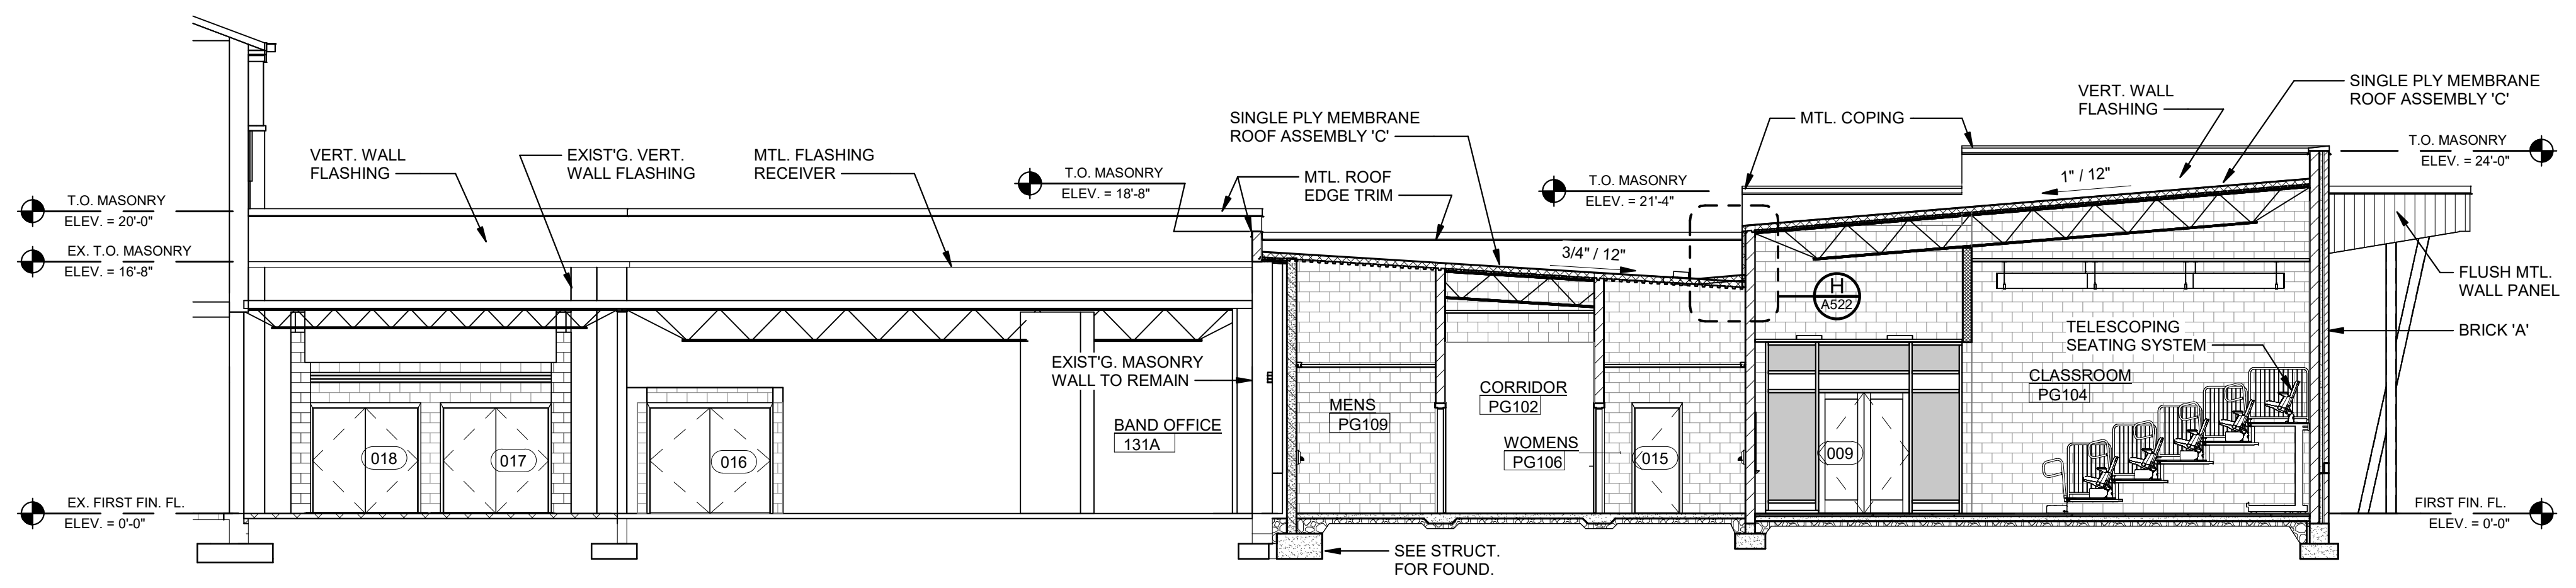 SINGLE PLY MEMBRANE
ROOF ASSEMBLY 'C'
VERT. WALL
FLASHING
MTL. COPING
SINGLE PLY MEMBRANE
ROOF ASSEMBLY 'C'
T.O. MASONRY
ELEV. = 24'-0"
VERT. WALL
FLASHING
EXIST'G. VERT.
WALL FLASHING
MTL. FLASHING
RECEIVER
T.O. MASONRY
ELEV. = 18'-8"
MTL. ROOF
EDGE TRIM
T.O. MASONRY
ELEV. = 21'-4"
1" / 12"
T.O. MASONRY
ELEV. = 20'-0"
EX. T.O. MASONRY
ELEV. = 16'-8"
3/4" / 12"
H
A522
FLUSH MTL.
WALL PANEL
TELESCOPING
SEATING SYSTEM
BRICK 'A'
EXIST'G. MASONRY
WALL TO REMAIN
CLASSROOM
PG104
CORRIDOR
PG102
MENS
PG109
BAND OFFICE
131A
WOMENS
PG106
018
017
016
015
009
EX. FIRST FIN. FL.
ELEV. = 0'-0"
FIRST FIN. FL.
ELEV. = 0'-0"
SEE STRUCT.
FOR FOUND.